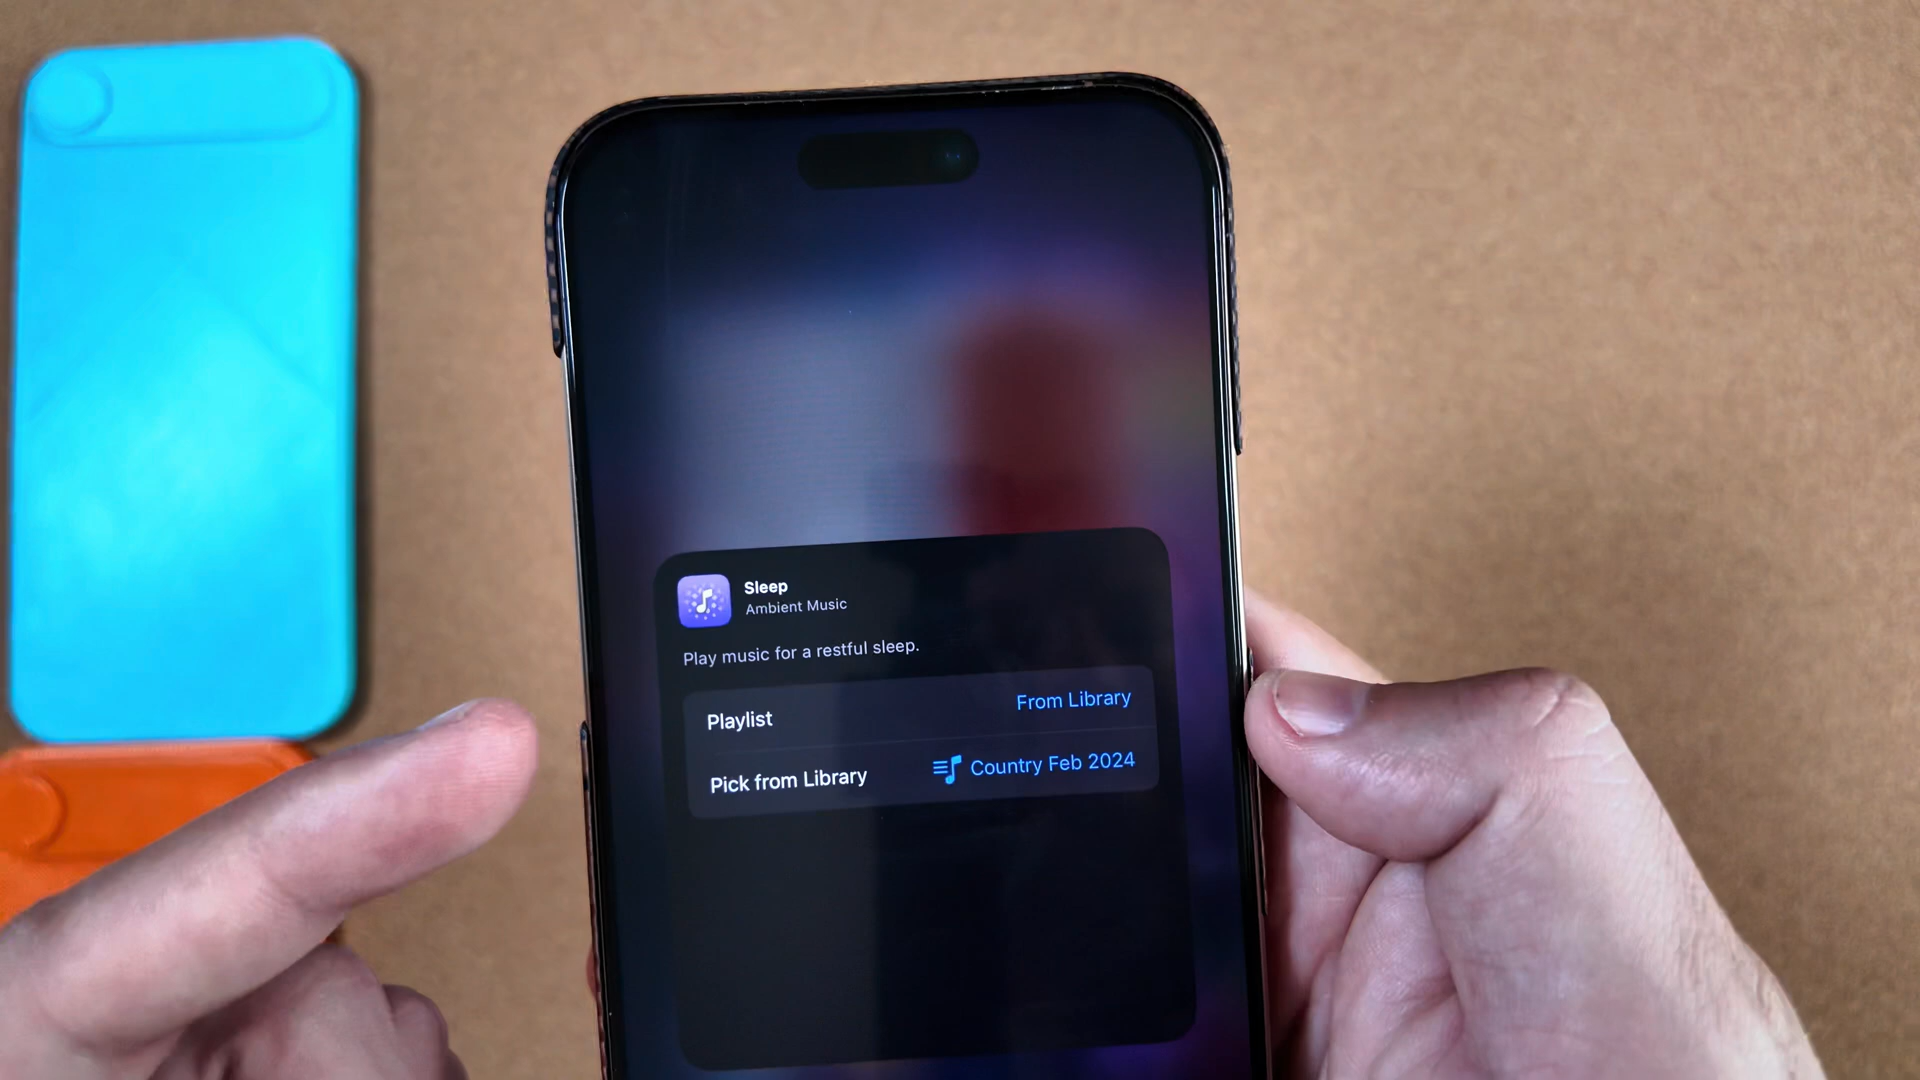 Sleep
Ambient Music
Play music for a restful sleep.
Playlist From Library
Pick from Library Country Feb 2024